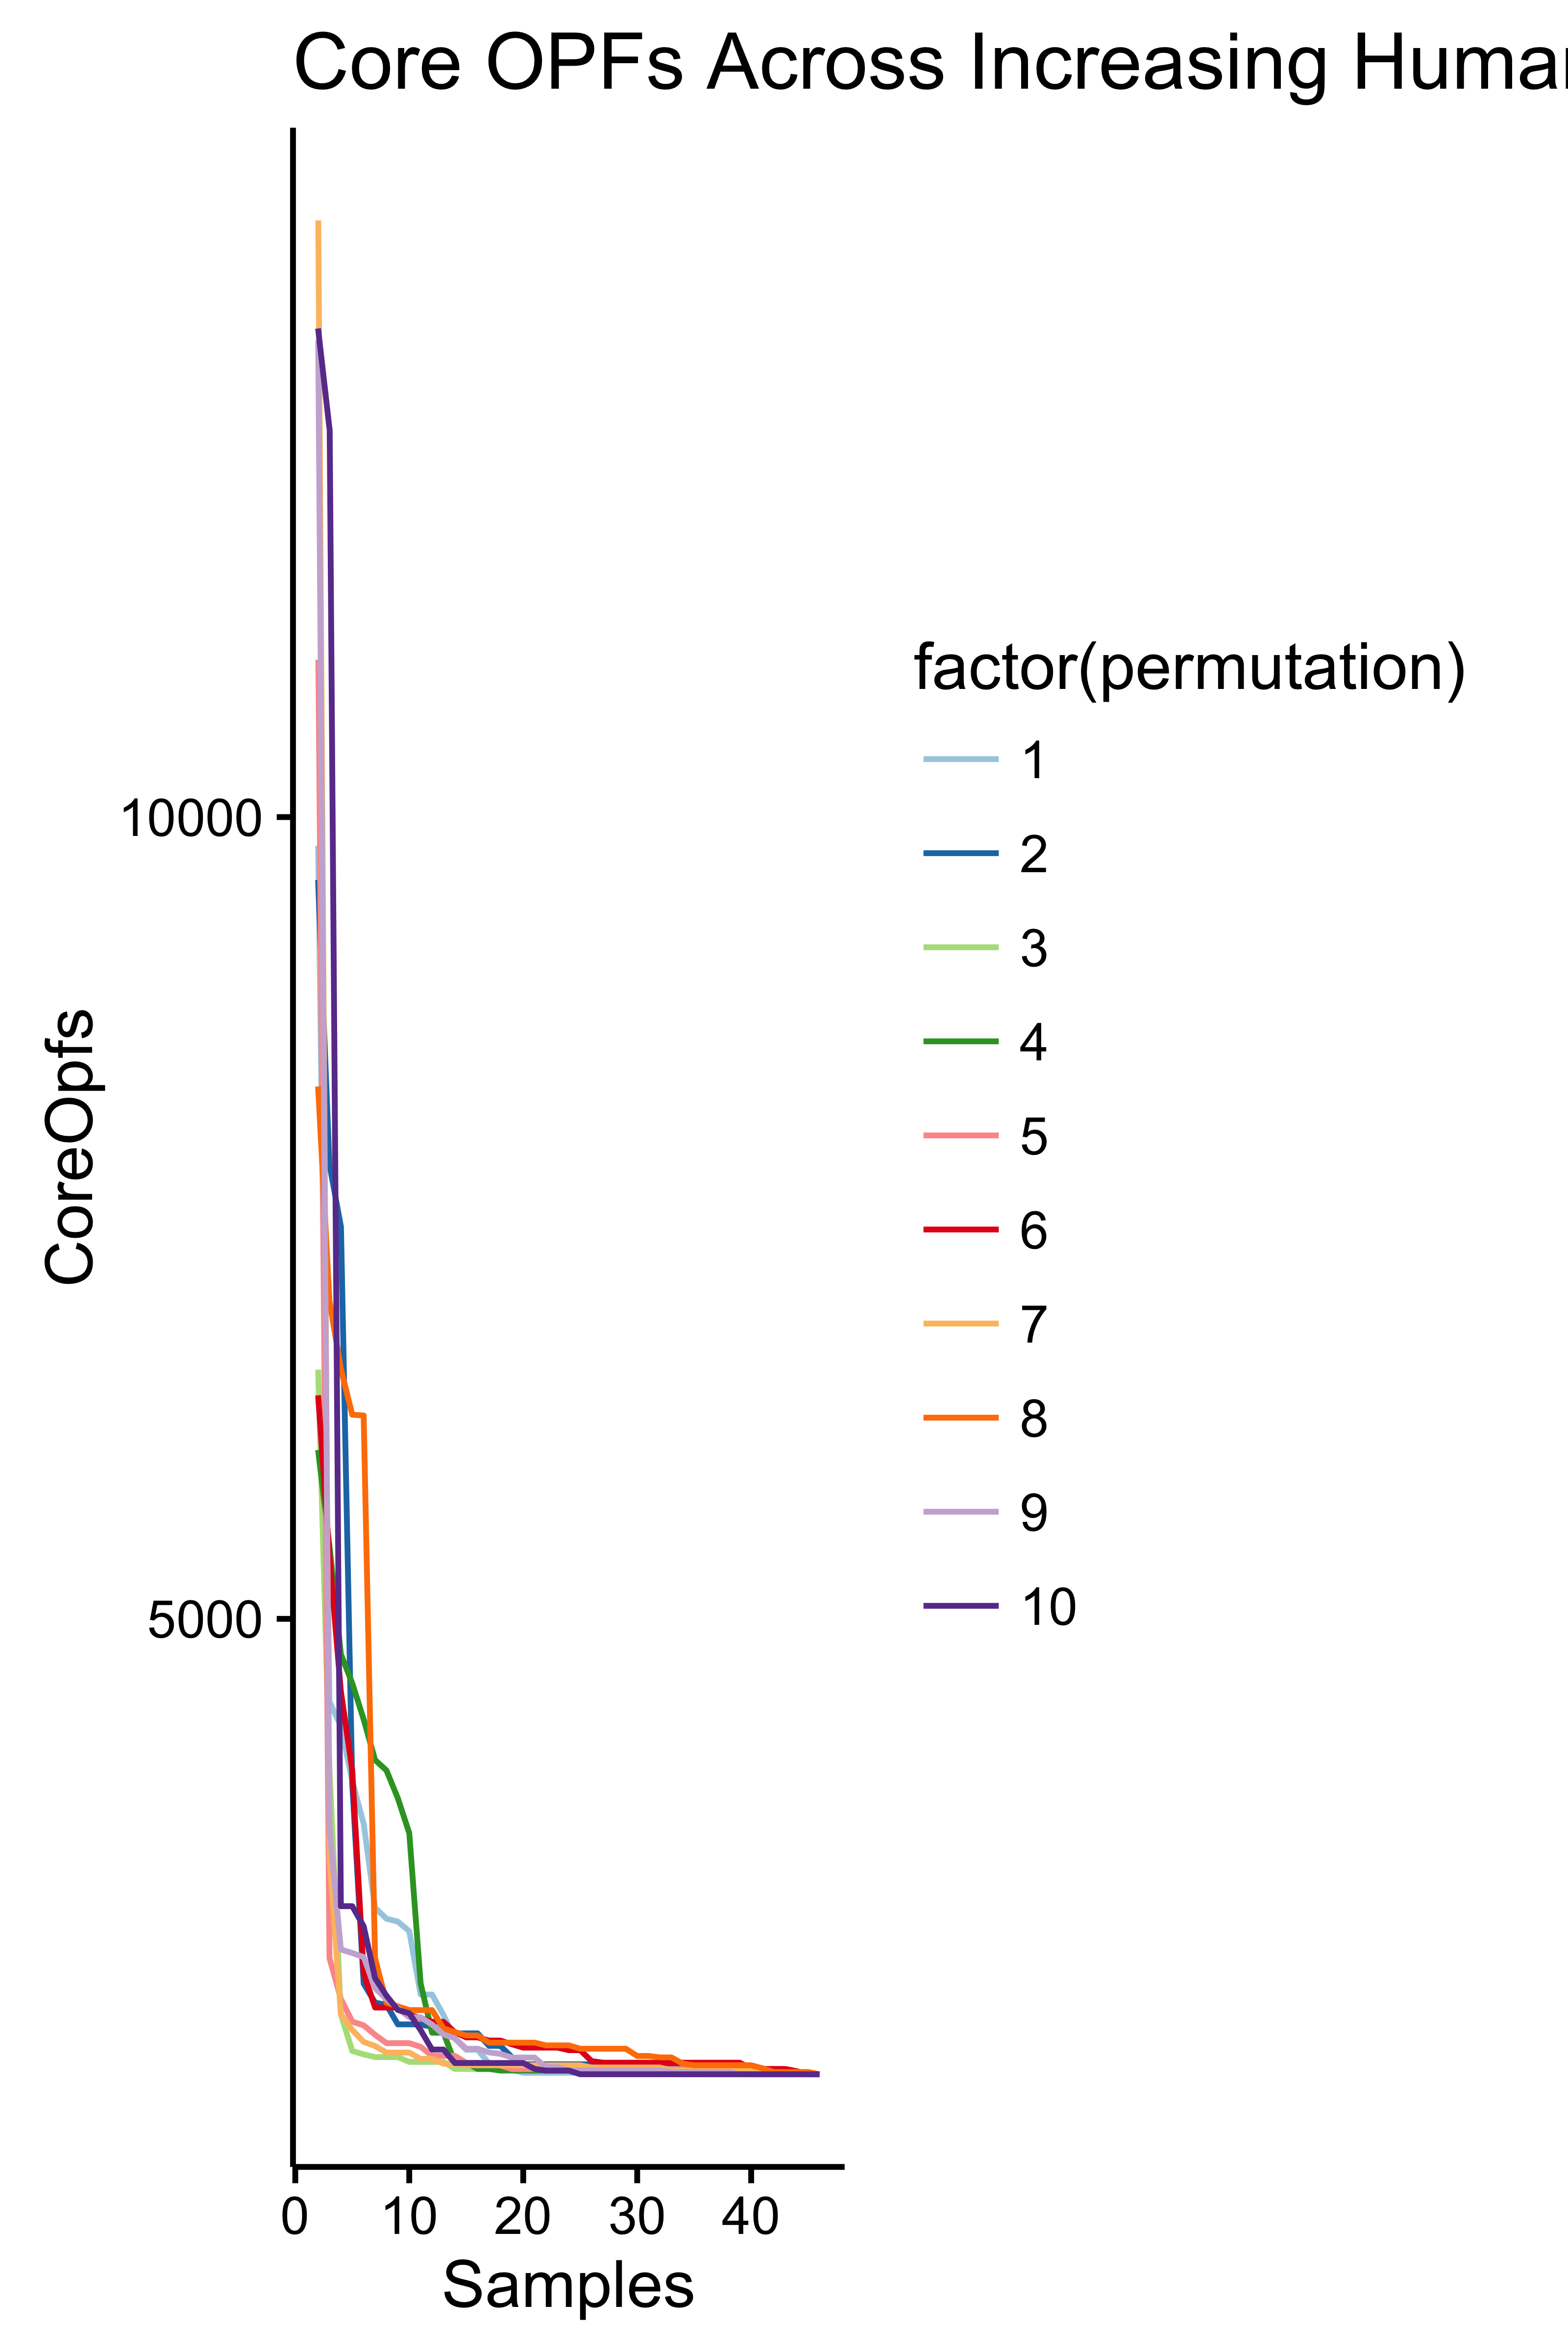 Core OPFs Across Increasing Human
CoreOpfs
10000
5000
0 10 20 30 40
Samples
factor(permutation)
1
2
3
4
5
6
7
8
9
10